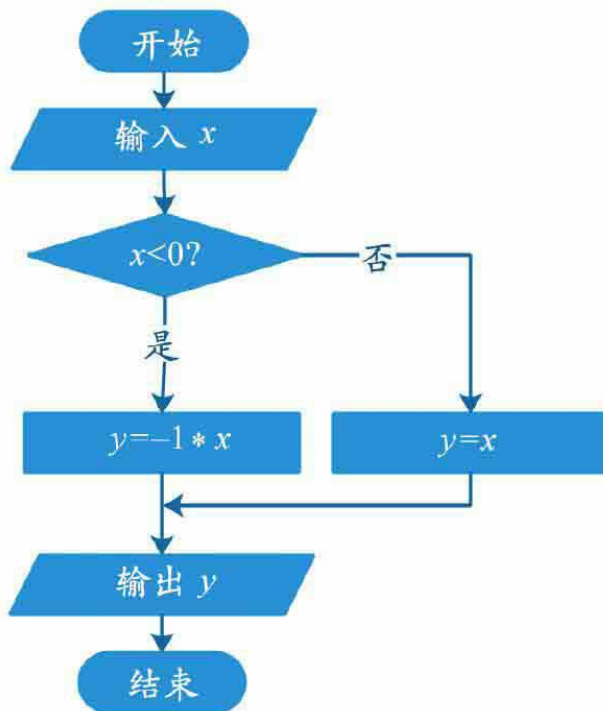 开始
输入 x
x<0?
否
是
y=-1*x
y=x
输出 y
结束